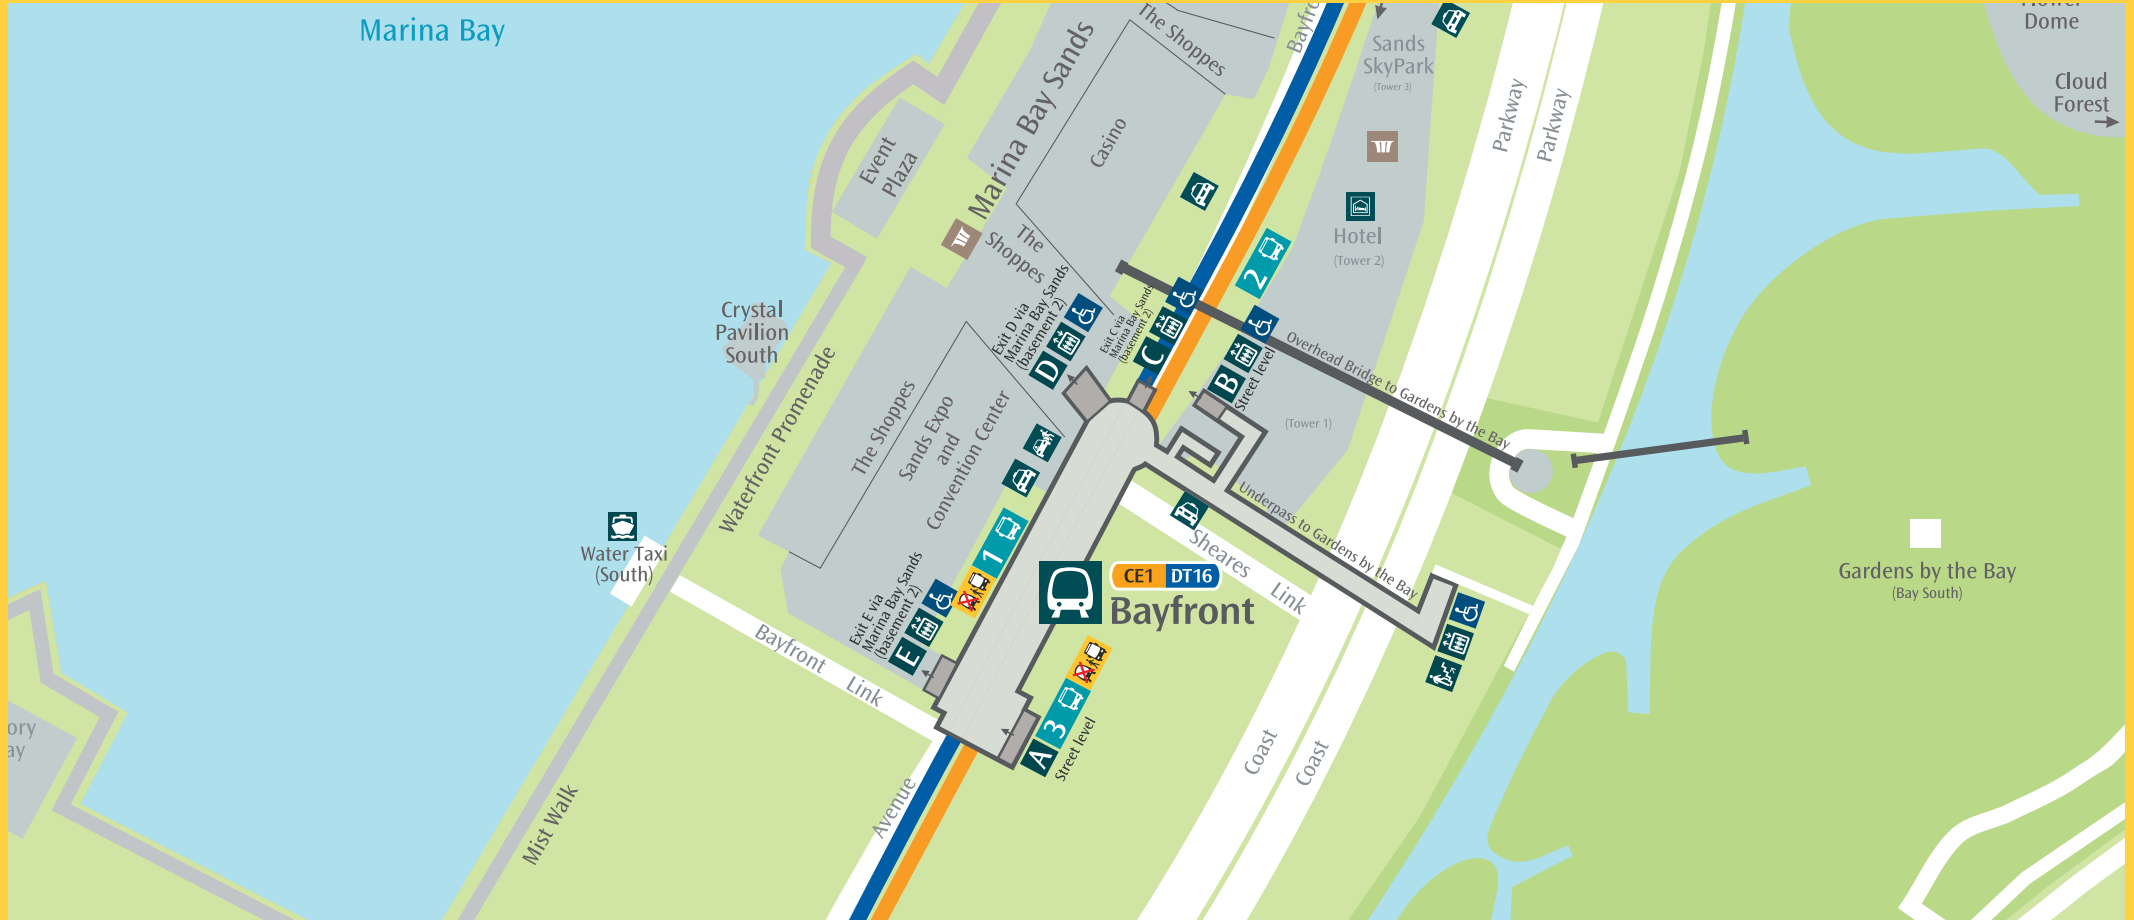 Marina Bay
The Shoppes
Marina Bay Sands
Casino
Event
Plaza
The
Shoppes
Sands
SkyPark
(Tower 3)
Hotel
(Tower 2)
(Tower 1)
Parkway
Parkway
Dome
Cloud
Forest
Crystal
Pavilion
South
Waterfront Promenade
Water Taxi
(South)
The Shoppes
Sands Expo
and
Convention Center
Exit D via
Marina Bay Sands
(basement 2)
D
Exit C via
Marina Bay Sands
(basement 2)
C
2
B
Street level
Overhead Bridge to Gardens by the Bay
Underpass to Gardens by the Bay
1
Exit E via
Marina Bay Sands
(basement 2)
E
CE1 DT16
Bayfront
Sheares Link
Bayfront Link
3
A
Street level
Coast
Coast
Avenue
Mist Walk
Gardens by the Bay
(Bay South)